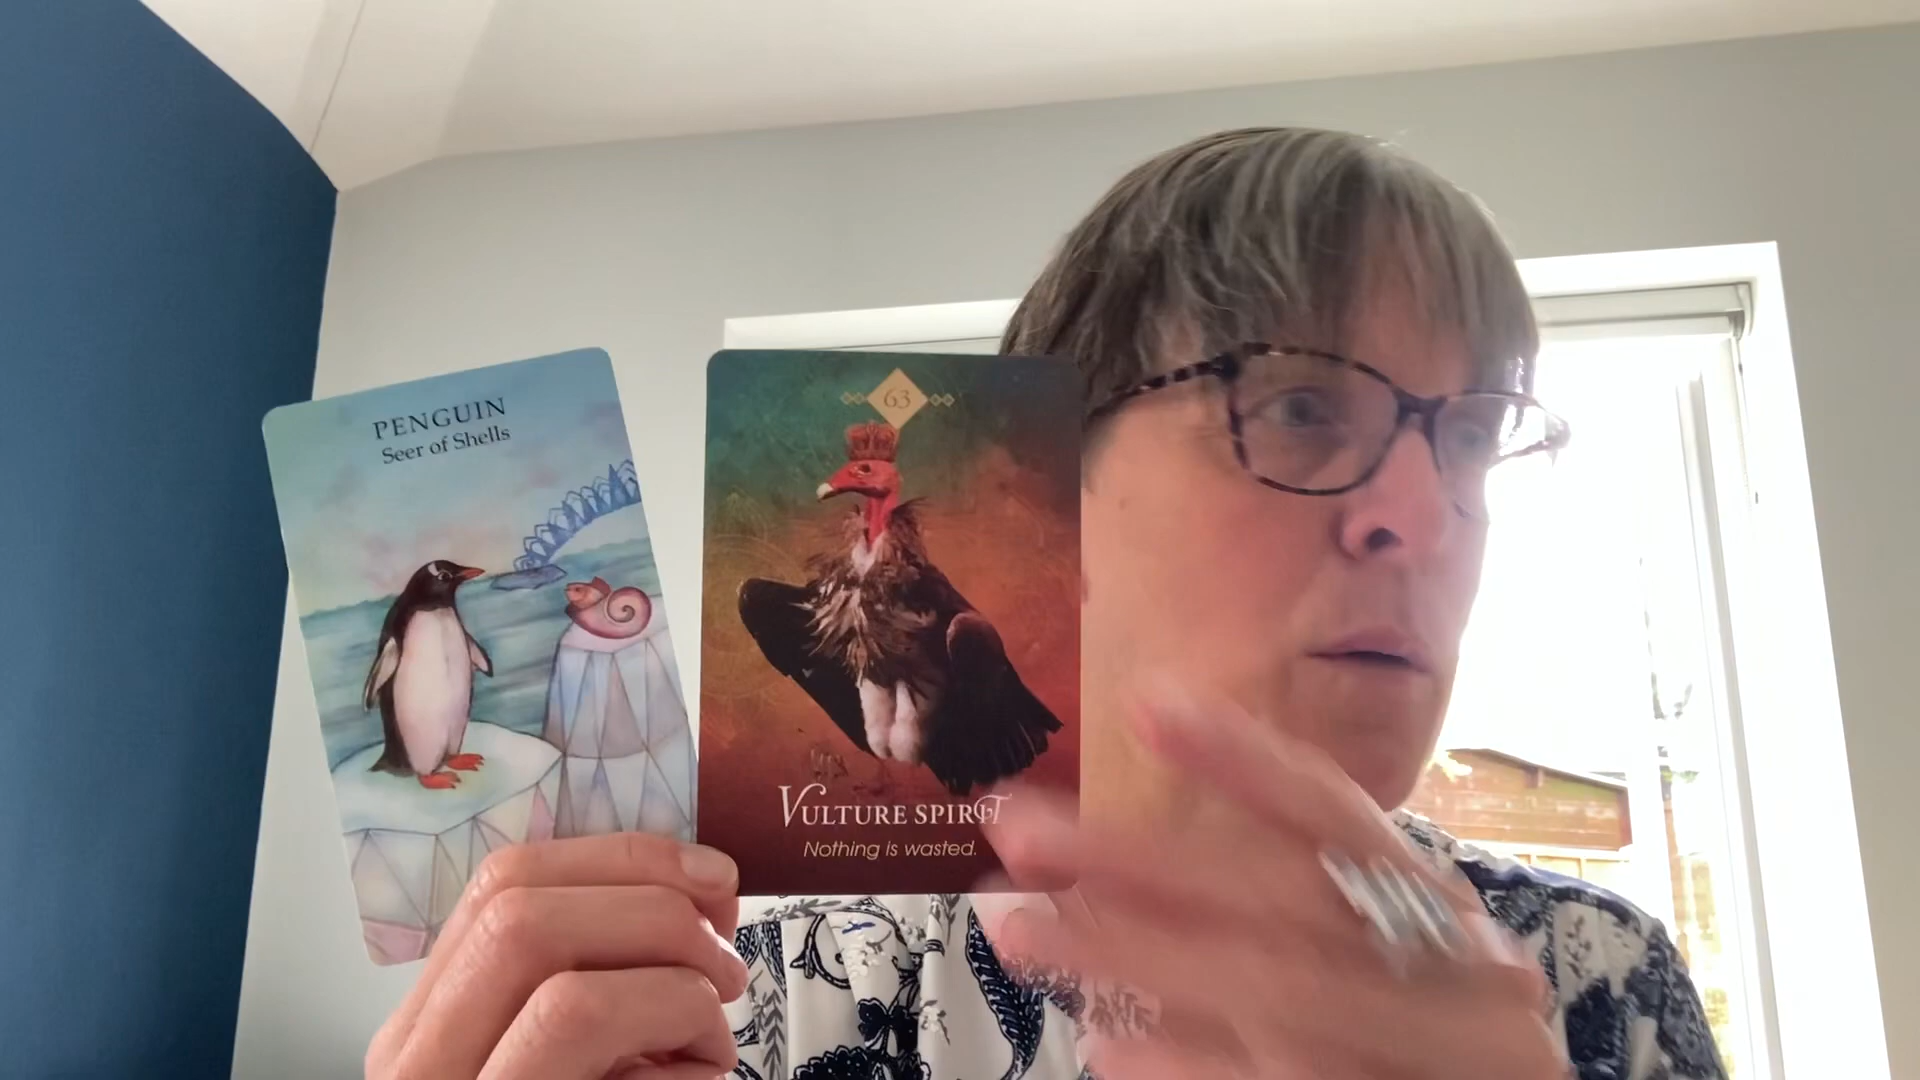 PENGUIN
Seer of Shells
63
VULTURE SPIRIT
Nothing is wasted.